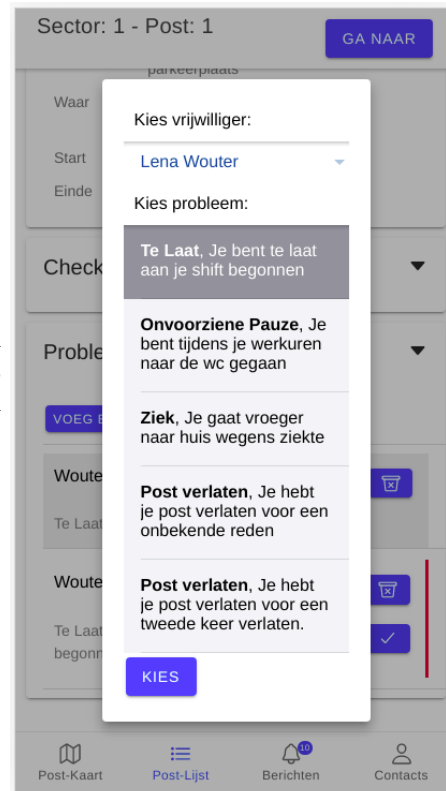 Sector: 1 - Post: 1
GA NAAR
parkeerplaats
Waar
Start
Einde
Kies vrijwilliger:
Lena Wouter
Kies probleem:
Te Laat, Je bent te laat
aan je shift begonnen
Onvoorziene Pauze, Je
bent tijdens je werkuren
naar de wc gegaan
Ziek, Je gaat vroeger
naar huis wegens ziekte
Post verlaten, Je hebt
je post verlaten voor een
onbekende reden
Post verlaten, Je hebt
je post verlaten voor een
tweede keer verlaten.
KIES
Check
Proble
VOEG
Woute
Te Laat
Woute
Te Laat
begonn
10
Post-Kaart
Post-Lijst
Berichten
Contacts